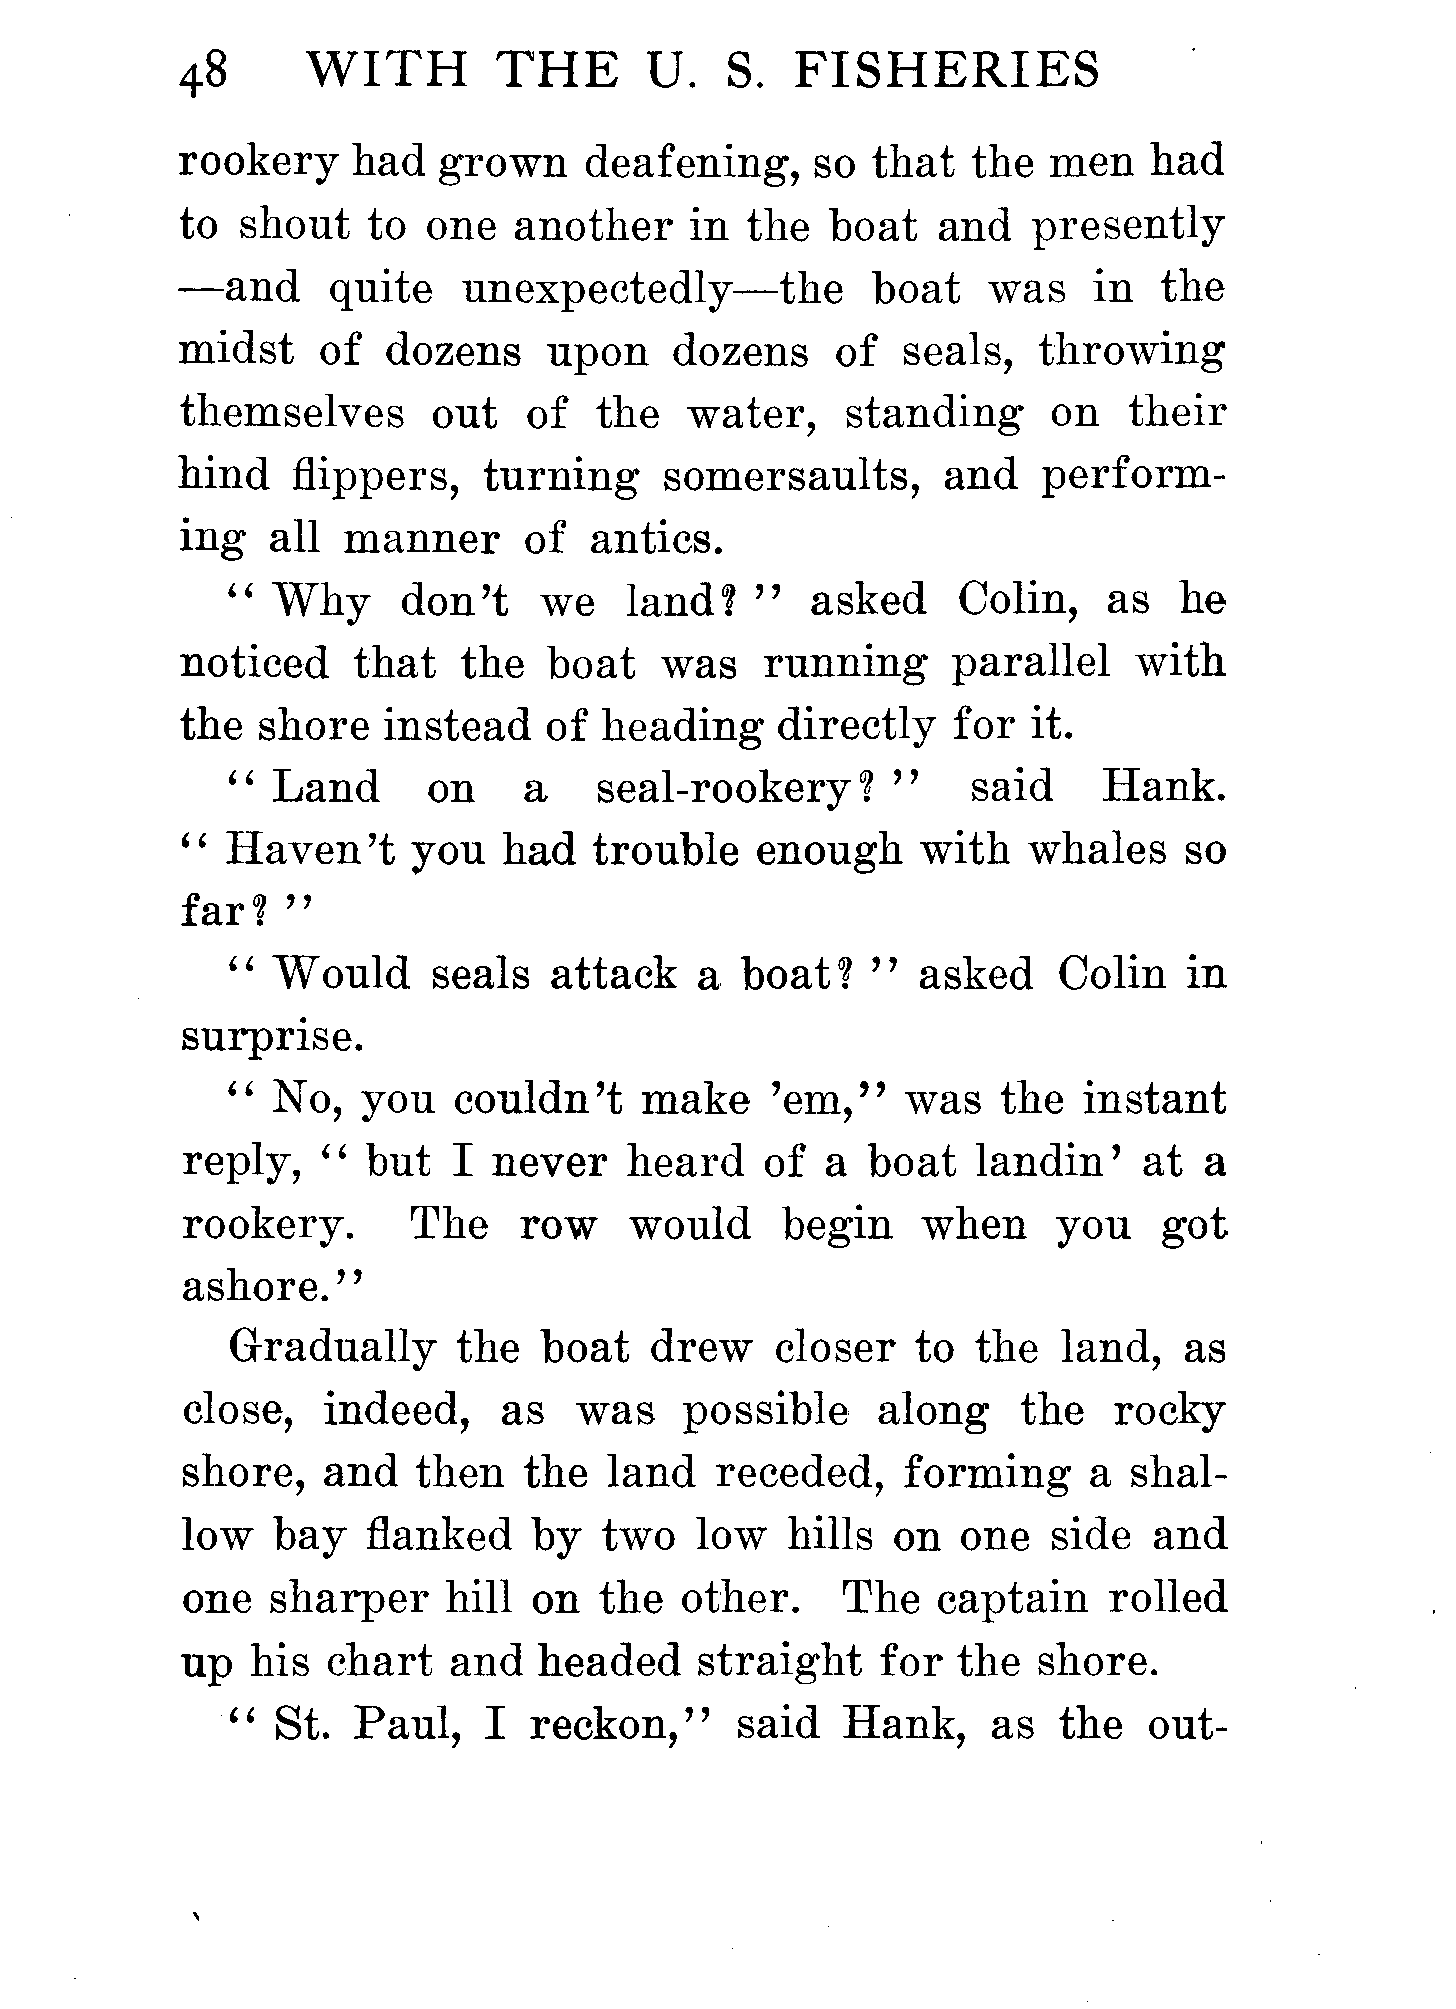 48 WITH THE U. S. FISHERIES
rookery had grown deafening, so that the men had
to shout to one another in the boat and presently
—and quite unexpectedly—the boat was in the
midst of dozens upon dozens of seals, throwing
themselves out of the water, standing on their
hind flippers, turning somersaults, and perform-
ing all manner of antics.
“ Why don’t we land? ” asked Colin, as he
noticed that the boat was running parallel with
the shore instead of heading directly for it.
“ Land on a seal-rookery? ” said Hank.
“ Haven’t you had trouble enough with whales so
far? ”
“ Would seals attack a boat? ” asked Colin in
surprise.
“ No, you couldn’t make ’em,” was the instant
reply, “ but I never heard of a boat landin’ at a
rookery. The row would begin when you got
ashore.”
Gradually the boat drew closer to the land, as
close, indeed, as was possible along the rocky
shore, and then the land receded, forming a shal-
low bay flanked by two low hills on one side and
one sharper hill on the other. The captain rolled
up his chart and headed straight for the shore.
“ St. Paul, I reckon,” said Hank, as the out-